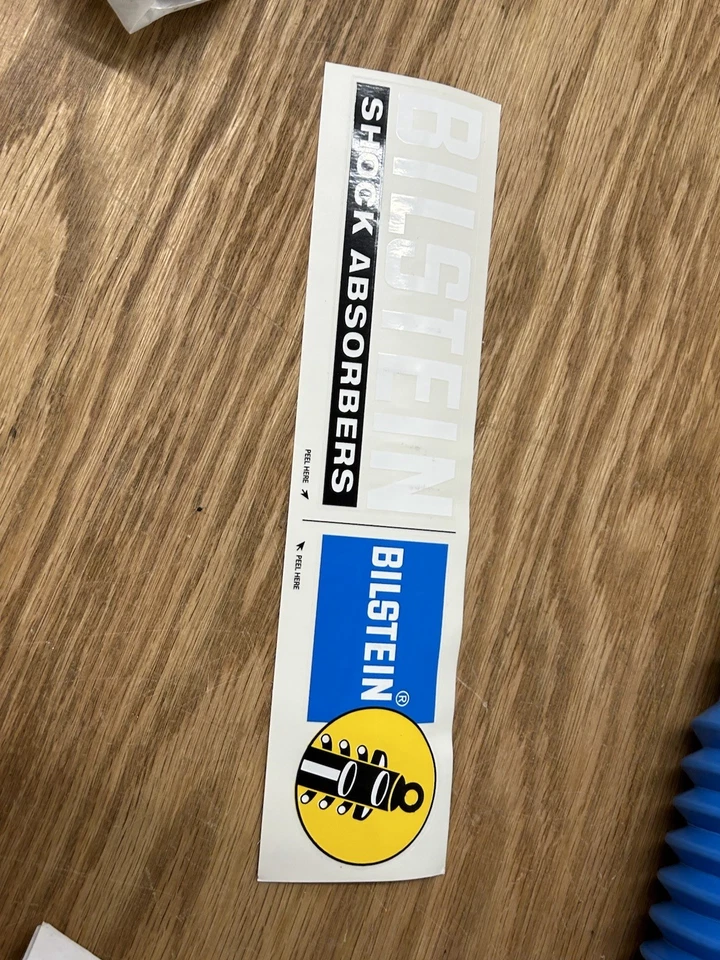 BILSTEIN
SHOCK ABSORBERS
PEEL HERE
PEEL HERE
BILSTEIN®